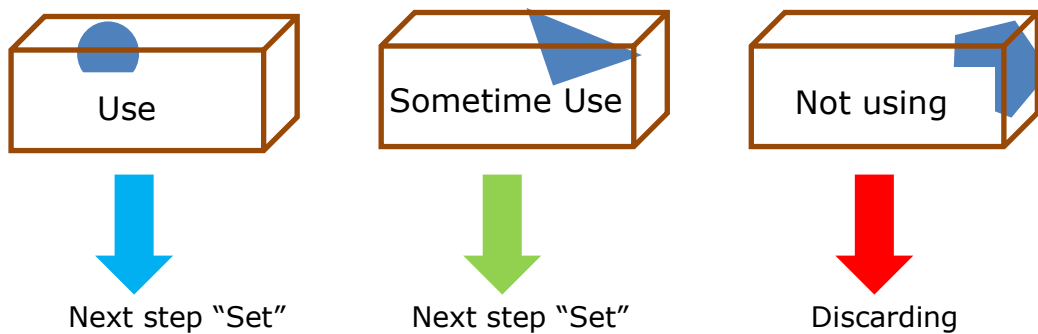 Use
Sometime Use
Not using
Next step “Set”
Next step “Set”
Discarding